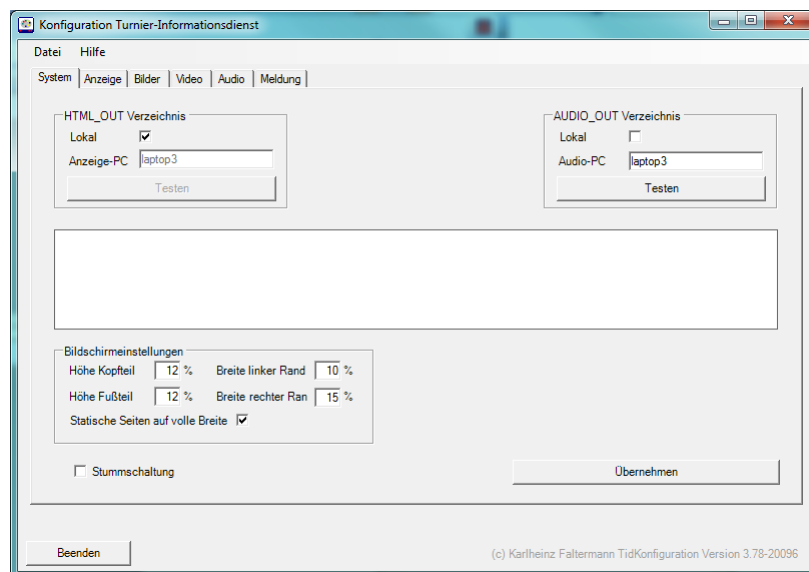 Konfiguration Turnier-Informationsdienst
Datei Hilfe
System Anzeige Bilder Video Audio Meldung
HTML_OUT Verzeichnis
Lokal
Anzeige-PC laptop3
Testen
AUDIO_OUT Verzeichnis
Lokal
Audio-PC laptop3
Testen
Bildschirmeinstellungen
Höhe Kopfteil 12 % Breite linker Rand 10 %
Höhe Fußteil 12 % Breite rechter Ran 15 %
Statische Seiten auf volle Breite
Stummschaltung
Übernehmen
Beenden
(c) Karlheinz Faltermann TidKonfiguration Version 3.78-20096